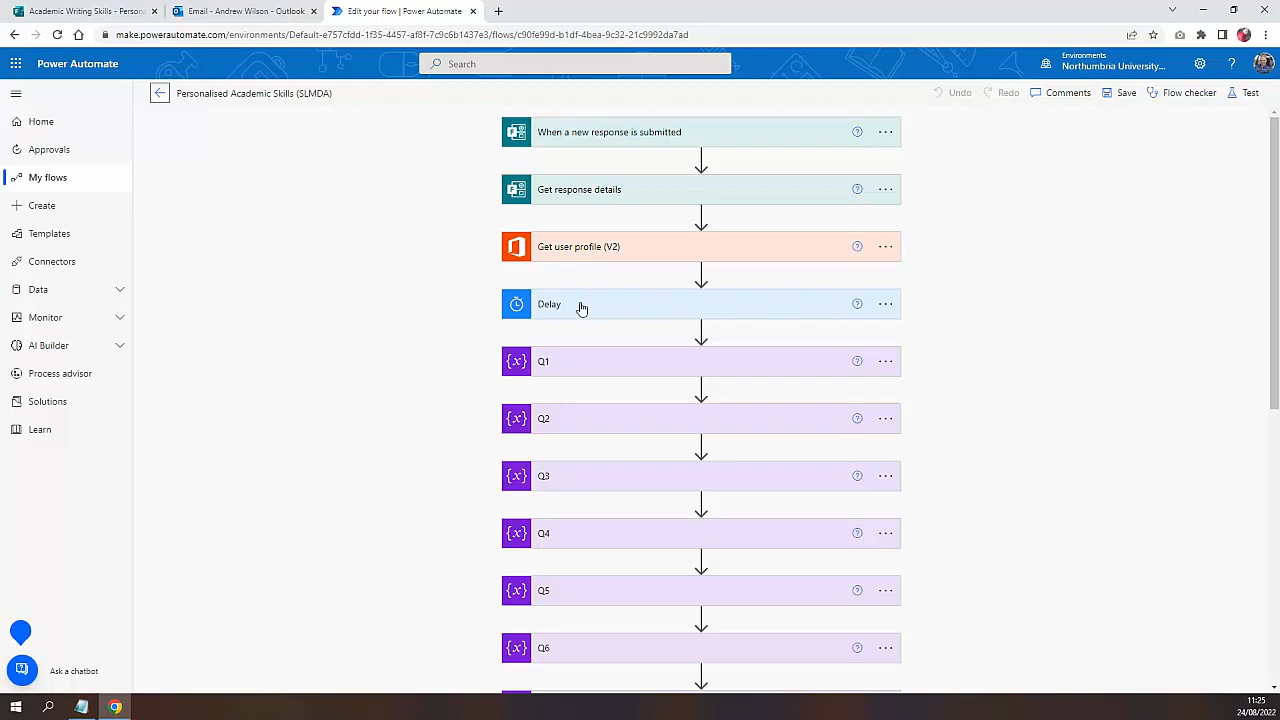 Academic Writing Skills - Persona
Email - Andrew Wilson - Outlook
Edit your flow | Power Automate
make.powerautomate.com/environments/Default-e757cfdd-1f35-4457-af8f-7c9c6b1437e3/flows/c90fe99d-b1df-4bea-9c32-21c9992da7ad
Power Automate
Search
Environments
Northumbria University...
Personalised Academic Skills (SLMDA)
Undo
Redo
Comments
Save
Flow checker
Test
Home
Approvals
My flows
Create
Templates
Connectors
Data
Monitor
AI Builder
Process advisor
Solutions
Learn
Ask a chatbot
When a new response is submitted
Get response details
Get user profile (V2)
Delay
{x} Q1
{x} Q2
{x} Q3
{x} Q4
{x} Q5
{x} Q6
11:25
24/08/2022